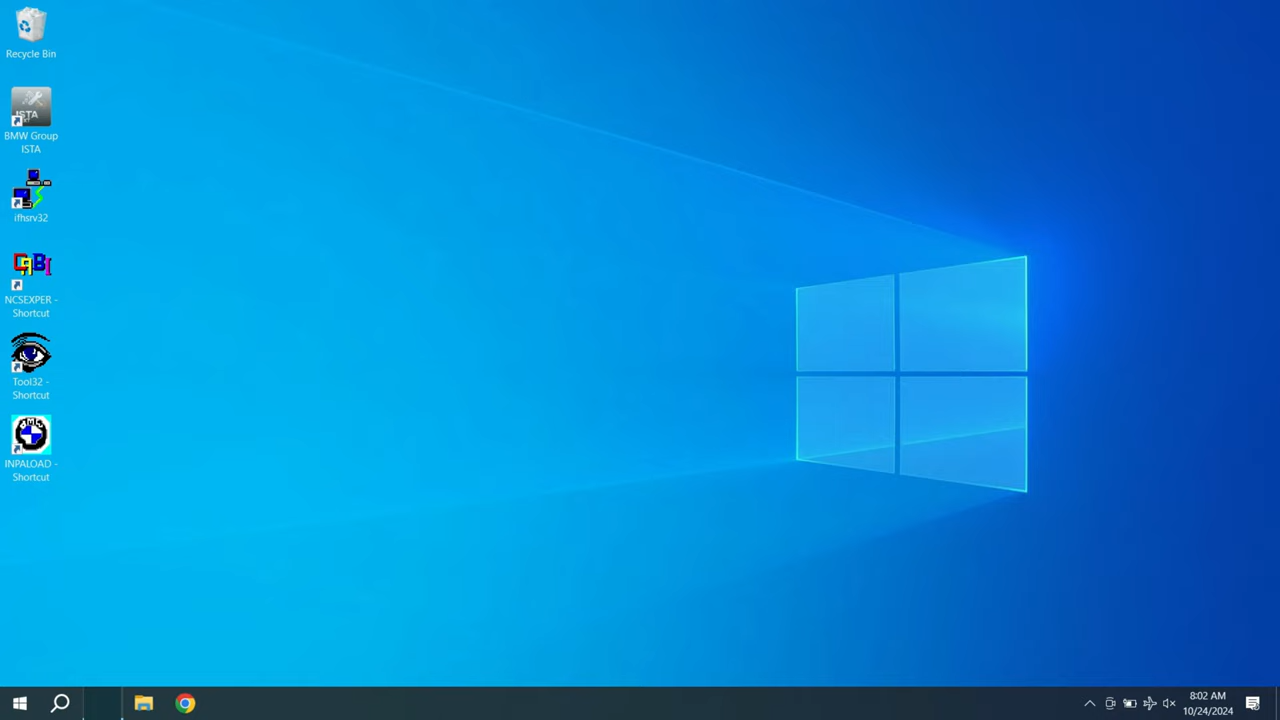 Recycle Bin
ISTA
BMW Group
ISTA
ifhsrv32
NCSEXPER -
Shortcut
Tool32 -
Shortcut
BMW
INPALOAD -
Shortcut
8:02 AM
10/24/2024